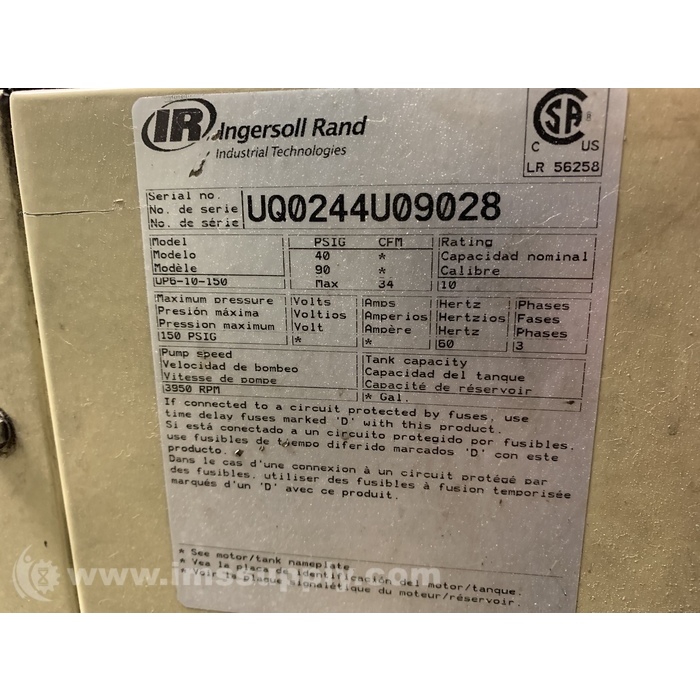 IR Ingersoll Rand
Industrial Technologies
CSA
C US
LR 56258
Serial no.
No. de serie
No. de série
UQ0244U09028
Model PSIG CFM Rating
Modelo 40 * Capacidad nominal
Modèle 90 * Calibre
UP6-10-150 Max 34 10
Maximum pressure Volts Amps Hertz Phases
Presión máxima Voltios Amperios Hertzios Fases
Pression maximum Volt Ampère Hertz Phases
150 PSIG * * 60 3
Pump speed Tank capacity
Velocidad de bombeo Capacidad del tanque
Vitesse de pompe Capacité de réservoir
3950 RPM * Gal.
If connected to a circuit protected by fuses, use
time delay fuses marked 'D' with this product.
Si está conectado a un circuito protegido por fusibles,
use fusibles de tiempo diferido marcados 'D' con este
producto.
Dans le cas d'une connexion à un circuit protégé par
des fusibles, utiliser des fusibles à fusion temporisée
marqués d'un 'D' avec ce produit.
* See motor/tank nameplate
* Vea la placa de identificación del motor/tanque.
* Voir la plaque signalétique du moteur/réservoir.
www.imssupply.com